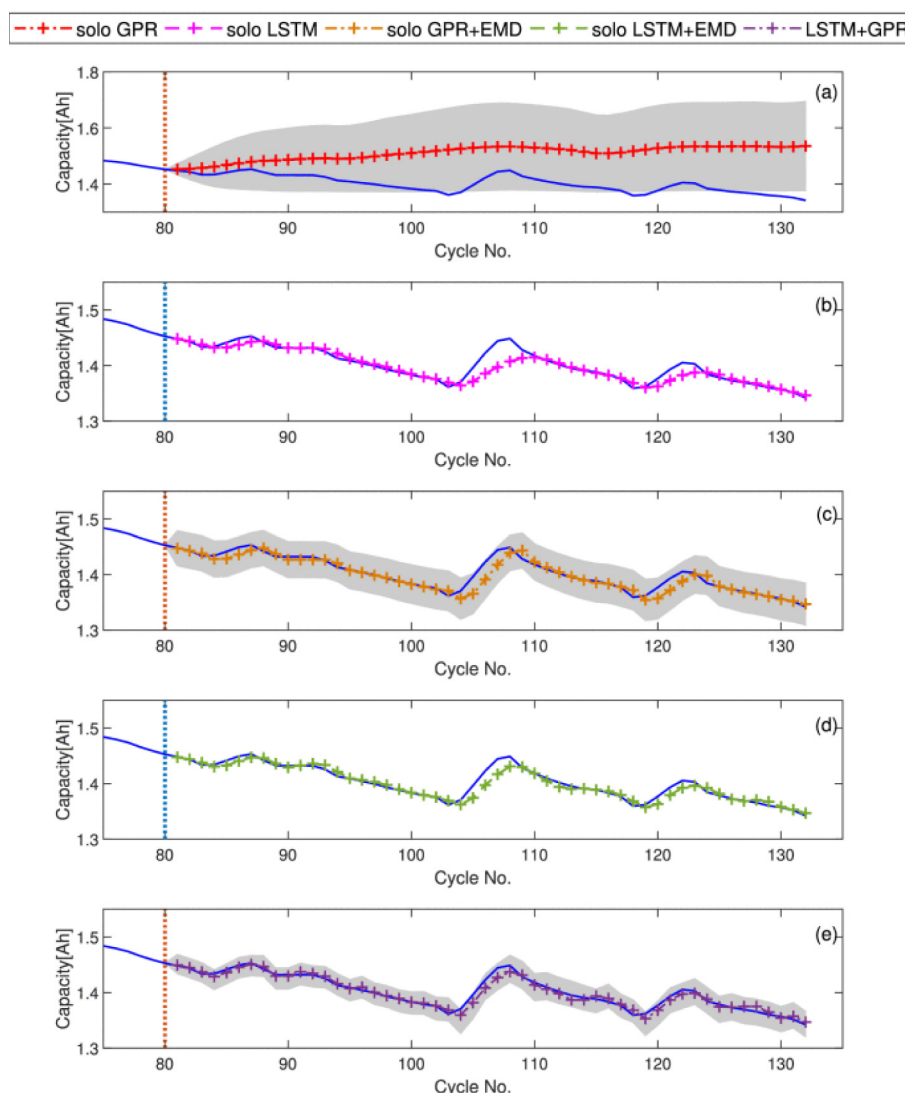 solo GPR solo LSTM solo GPR+EMD solo LSTM+EMD LSTM+GPR
(a)
1.8
1.6
1.4
Capacity[Ah]
80 90 100 110 120 130
Cycle No.
(b)
1.5
1.4
1.3
Capacity[Ah]
80 90 100 110 120 130
Cycle No.
(c)
1.5
1.4
1.3
Capacity[Ah]
80 90 100 110 120 130
Cycle No.
(d)
1.5
1.4
1.3
Capacity[Ah]
80 90 100 110 120 130
Cycle No.
(e)
1.5
1.4
1.3
Capacity[Ah]
80 90 100 110 120 130
Cycle No.